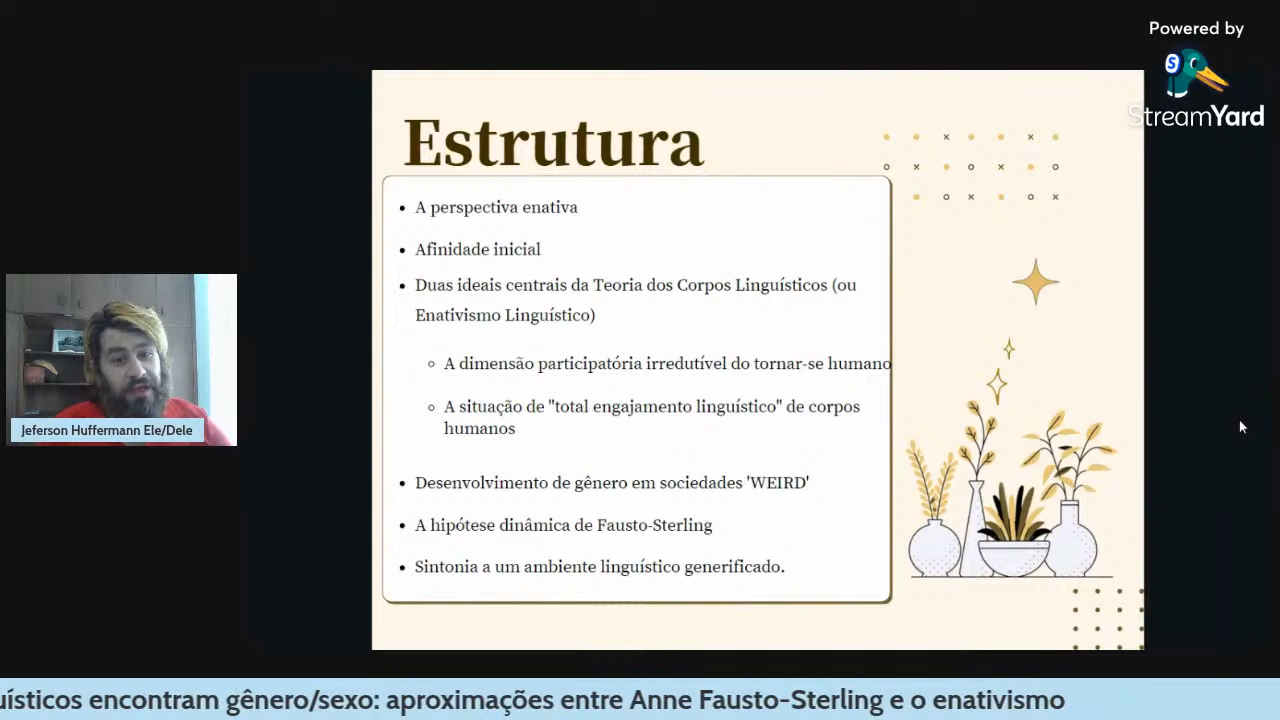 Powered by
StreamYard
Estrutura
A perspectiva enativa
Afinidade inicial
Duas ideais centrais da Teoria dos Corpos Linguísticos (ou
Enativismo Linguístico)
A dimensão participatória irredutível do tornar-se humano
A situação de "total engajamento linguístico" de corpos
humanos
Desenvolvimento de gênero em sociedades 'WEIRD'
A hipótese dinâmica de Fausto-Sterling
Sintonia a um ambiente linguístico generificado.
Jeferson Huffermann Ele/Dele
uísticos encontram gênero/sexo: aproximações entre Anne Fausto-Sterling e o enativismo